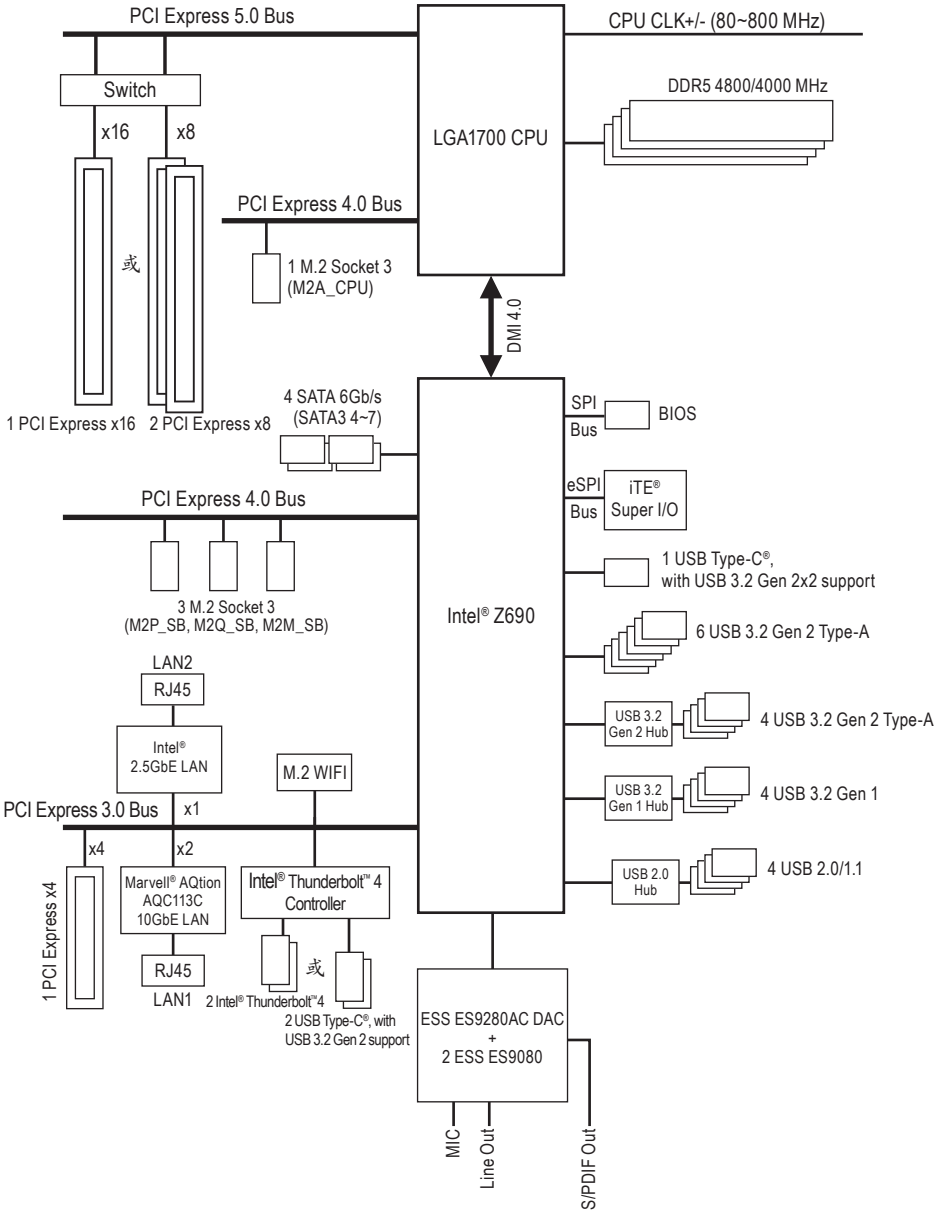 PCI Express 5.0 Bus
CPU CLK+/- (80~800 MHz)
Switch
x16
x8
DDR5 4800/4000 MHz
LGA1700 CPU
PCI Express 4.0 Bus
或
1 M.2 Socket 3
(M2A_CPU)
DMI 4.0
1 PCI Express x16
2 PCI Express x8
4 SATA 6Gb/s
(SATA3 4~7)
SPI
Bus
BIOS
eSPI
Bus
iTE®
Super I/O
PCI Express 4.0 Bus
3 M.2 Socket 3
(M2P_SB, M2Q_SB, M2M_SB)
Intel® Z690
1 USB Type-C®,
with USB 3.2 Gen 2x2 support
6 USB 3.2 Gen 2 Type-A
USB 3.2
Gen 2 Hub
4 USB 3.2 Gen 2 Type-A
USB 3.2
Gen 1 Hub
4 USB 3.2 Gen 1
USB 2.0
Hub
4 USB 2.0/1.1
LAN2
RJ45
Intel®
2.5GbE LAN
M.2 WIFI
PCI Express 3.0 Bus
x1
x4
x2
1 PCI Express x4
Marvell® AQtion
AQC113C
10GbE LAN
RJ45
LAN1
Intel® Thunderbolt™ 4
Controller
或
2 Intel® Thunderbolt™4
2 USB Type-C®, with
USB 3.2 Gen 2 support
ESS ES9280AC DAC
+
2 ESS ES9080
MIC
Line Out
S/PDIF Out